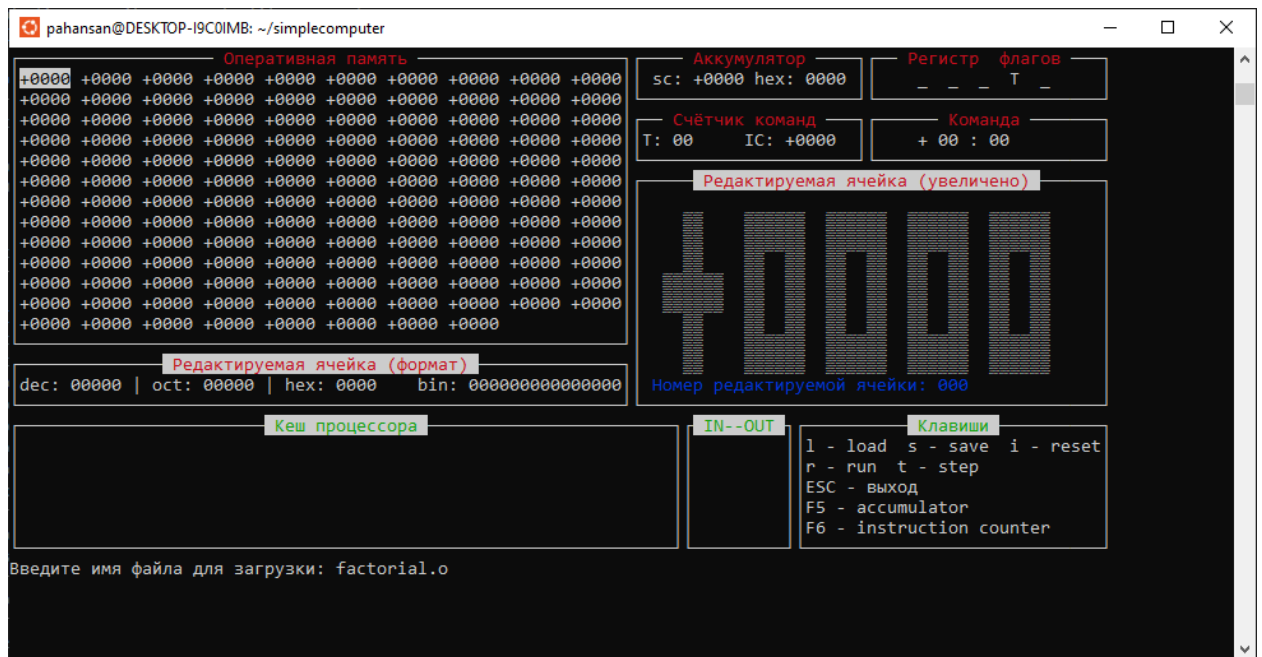 pahansan@DESKTOP-I9C0IMB: ~/simplecomputer
Оперативная память
+0000 +0000 +0000 +0000 +0000 +0000 +0000 +0000 +0000 +0000
+0000 +0000 +0000 +0000 +0000 +0000 +0000 +0000 +0000 +0000
+0000 +0000 +0000 +0000 +0000 +0000 +0000 +0000 +0000 +0000
+0000 +0000 +0000 +0000 +0000 +0000 +0000 +0000 +0000 +0000
+0000 +0000 +0000 +0000 +0000 +0000 +0000 +0000 +0000 +0000
+0000 +0000 +0000 +0000 +0000 +0000 +0000 +0000 +0000 +0000
+0000 +0000 +0000 +0000 +0000 +0000 +0000 +0000 +0000 +0000
+0000 +0000 +0000 +0000 +0000 +0000 +0000 +0000 +0000 +0000
+0000 +0000 +0000 +0000 +0000 +0000 +0000 +0000 +0000 +0000
+0000 +0000 +0000 +0000 +0000 +0000 +0000 +0000 +0000 +0000
+0000 +0000 +0000 +0000 +0000 +0000 +0000 +0000 +0000 +0000
+0000 +0000 +0000 +0000 +0000 +0000 +0000 +0000 +0000 +0000
+0000 +0000 +0000 +0000 +0000 +0000 +0000 +0000
Аккумулятор
sc: +0000 hex: 0000
Регистр флагов
_ _ _ T _
Счётчик команд
T: 00 IC: +0000
Команда
+ 00 : 00
Редактируемая ячейка (увеличено)
+0000
Номер редактируемой ячейки: 000
Редактируемая ячейка (формат)
dec: 00000 | oct: 00000 | hex: 0000 bin: 000000000000000
Кеш процессора
IN--OUT
Клавиши
l - load s - save i - reset
r - run t - step
ESC - выход
F5 - accumulator
F6 - instruction counter
Введите имя файла для загрузки: factorial.o